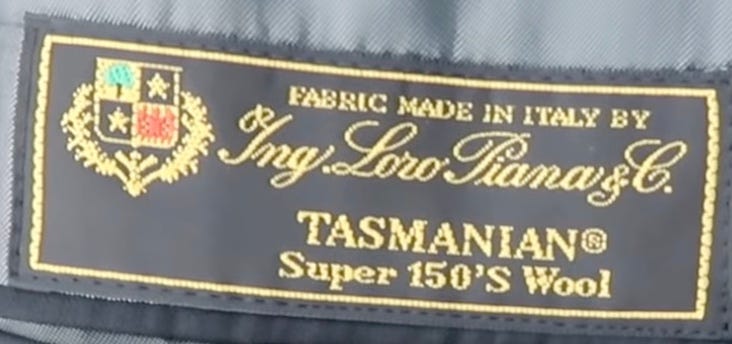 FABRIC MADE IN ITALY BY
Ing. Loro Piana & C.
TASMANIAN®
Super 150'S Wool